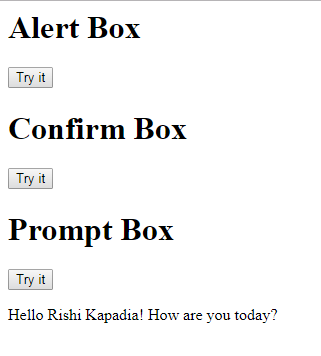 Alert Box
Try it
Confirm Box
Try it
Prompt Box
Try it
Hello Rishi Kapadia! How are you today?